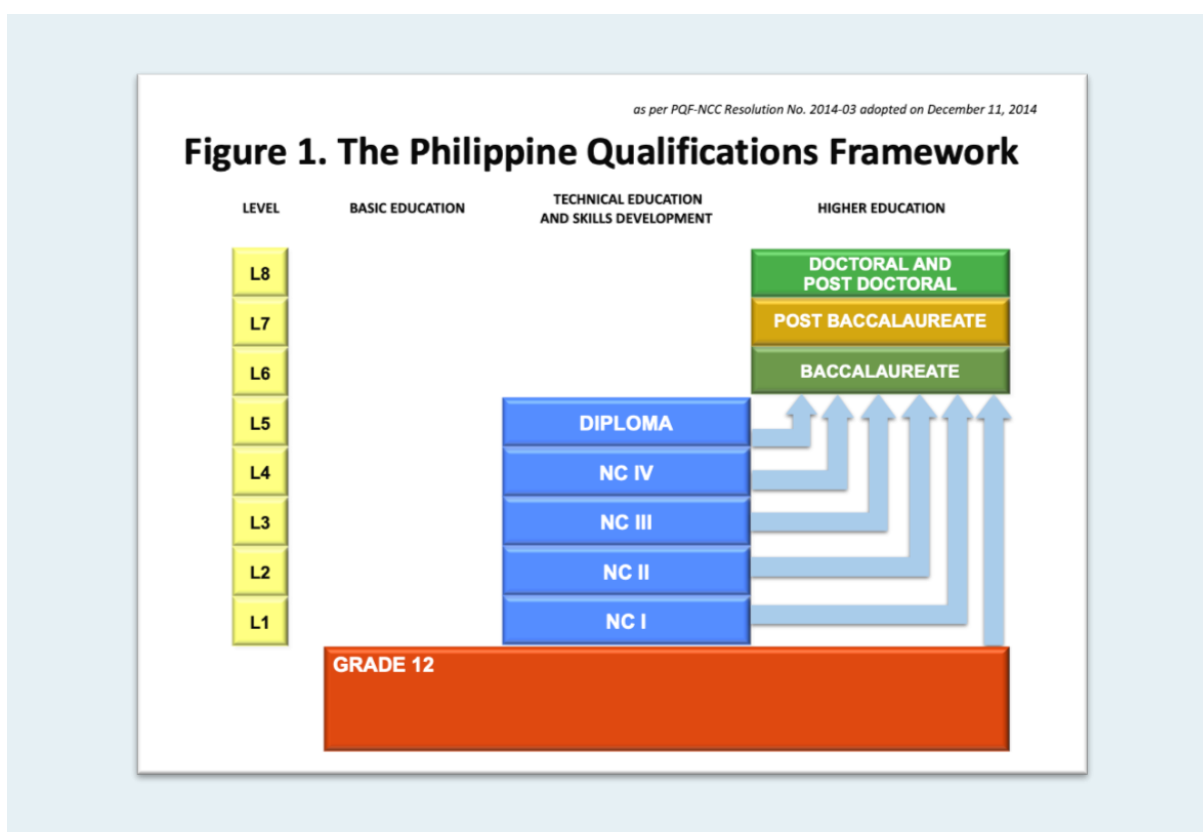 as per PQF-NCC Resolution No. 2014-03 adopted on December 11, 2014
Figure 1. The Philippine Qualifications Framework
LEVEL
BASIC EDUCATION
TECHNICAL EDUCATION
AND SKILLS DEVELOPMENT
HIGHER EDUCATION
L8
DOCTORAL AND
POST DOCTORAL
L7
POST BACCALAUREATE
L6
BACCALAUREATE
L5
DIPLOMA
L4
NC IV
L3
NC III
L2
NC II
L1
NC I
GRADE 12